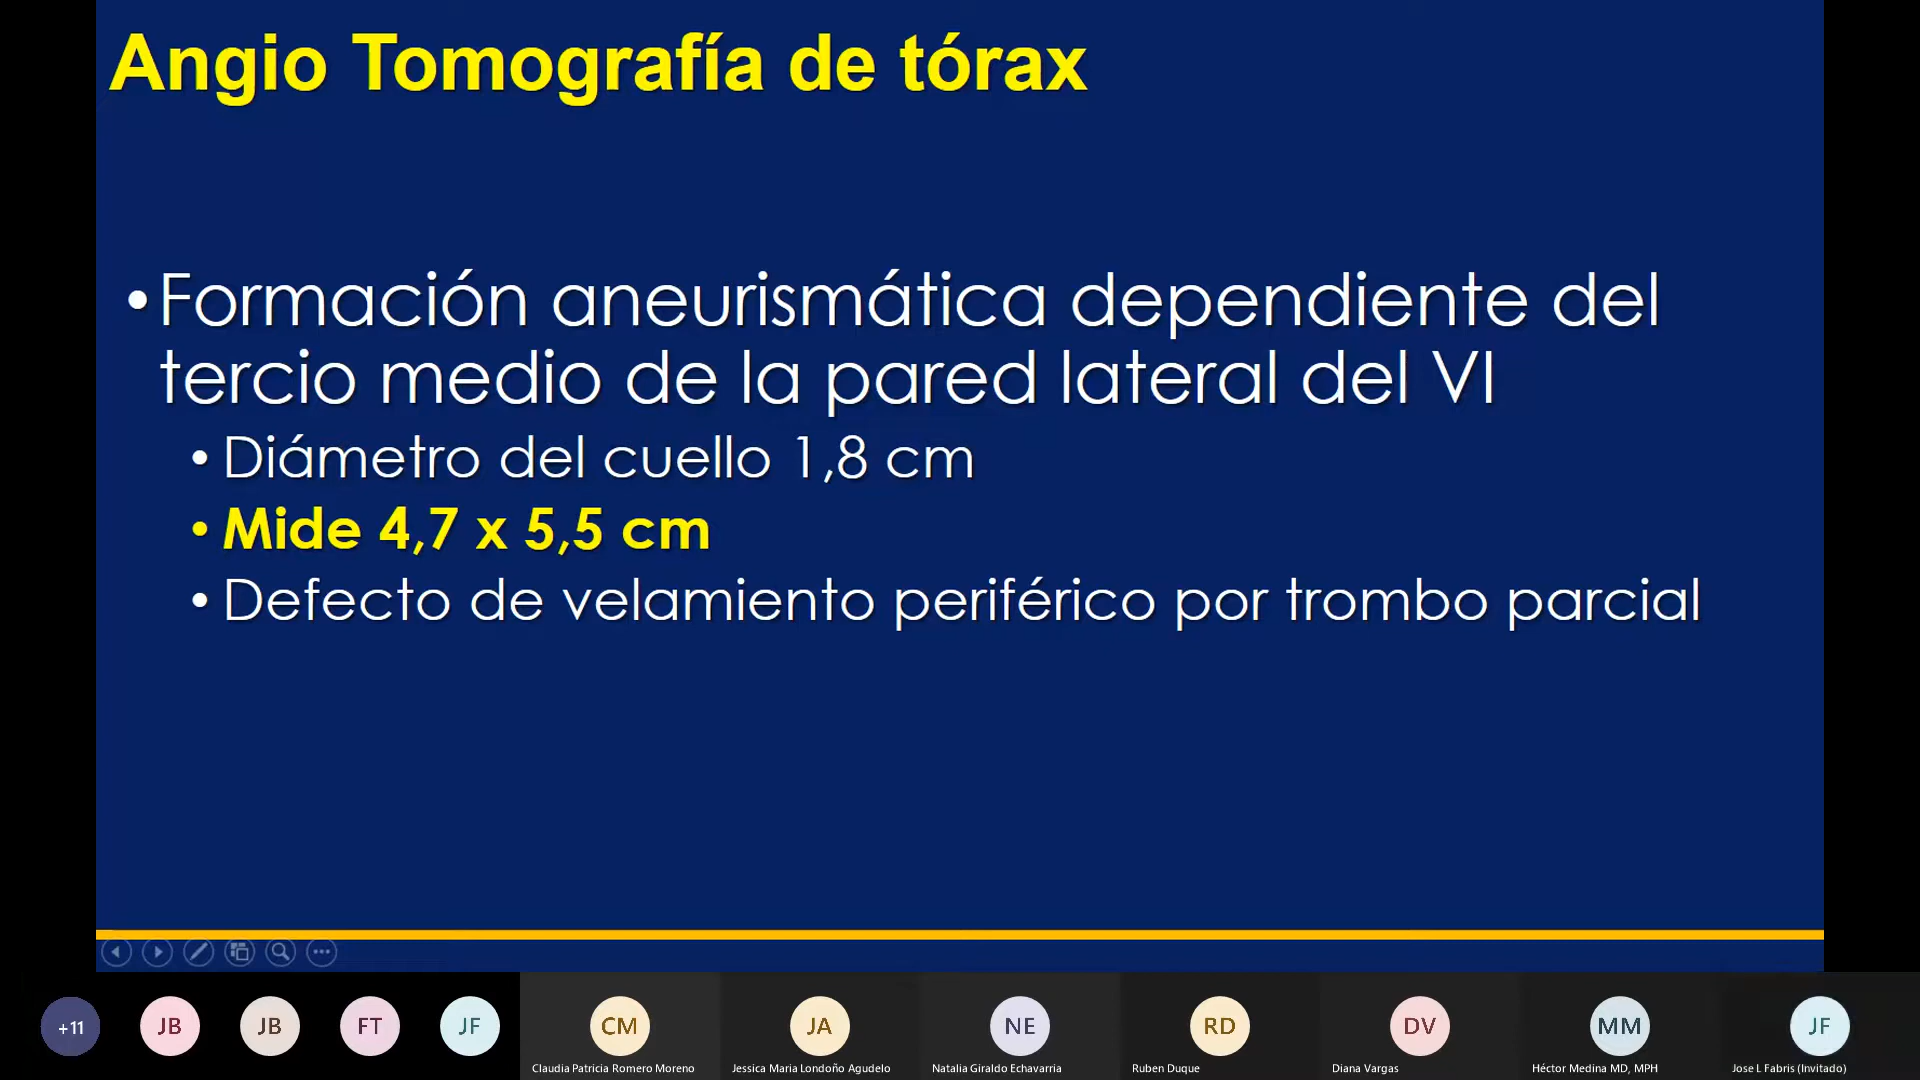 Angio Tomografía de tórax
• Formación aneurismática dependiente del
tercio medio de la pared lateral del VI
• Diámetro del cuello 1,8 cm
• Mide 4,7 x 5,5 cm
• Defecto de velamiento periférico por trombo parcial
+11 JB JB FT JF CM JA NE RD DV MM JF
Claudia Patricia Romero Moreno Jessica Maria Londoño Agudelo Natalia Giraldo Echavarria Ruben Duque Diana Vargas Héctor Medina MD, MPH Jose L Fabris (Invitado)